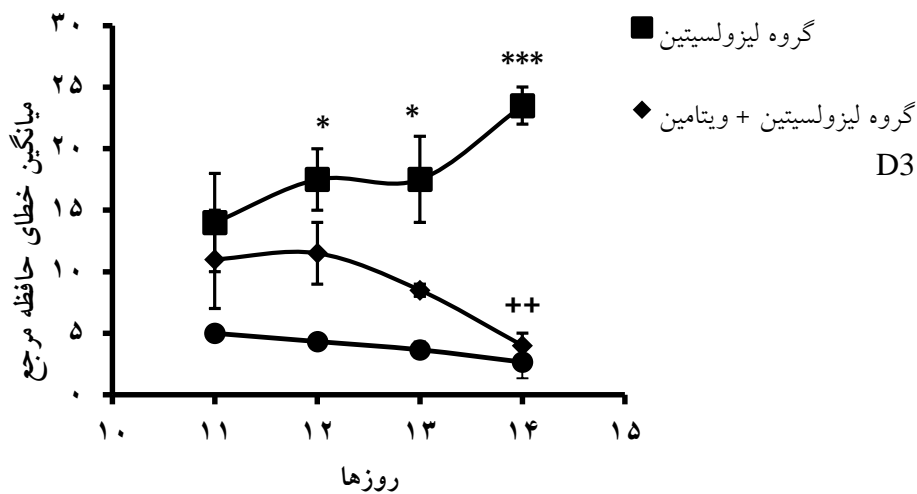 گروه لیزولسیتین
گروه لیزولسیتین + ویتامین
D3
میانگین خطای حافظه مرجع
۳۰
۲۵
۲۰
۱۵
۱۰
۵
۰
***
*
*
++
۱۰ ۱۱ ۱۲ ۱۳ ۱۴ ۱۵
روزها